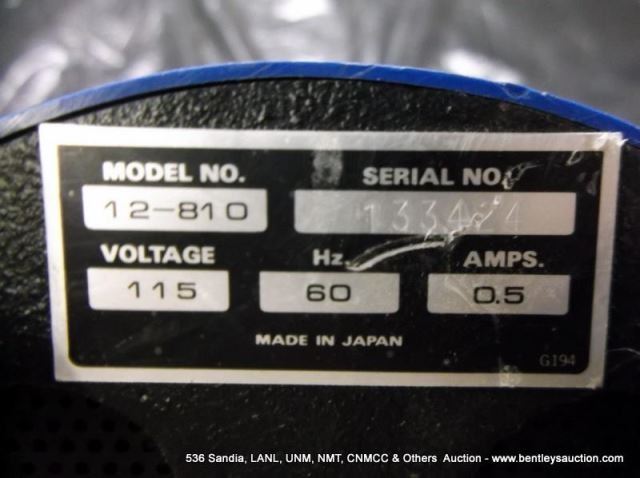 MODEL NO. SERIAL NO.
12-810 133424
VOLTAGE Hz. AMPS.
115 60 0.5
MADE IN JAPAN
G194
536 Sandia, LANL, UNM, NMT, CNMCC & Others Auction - www.bentleysauction.com